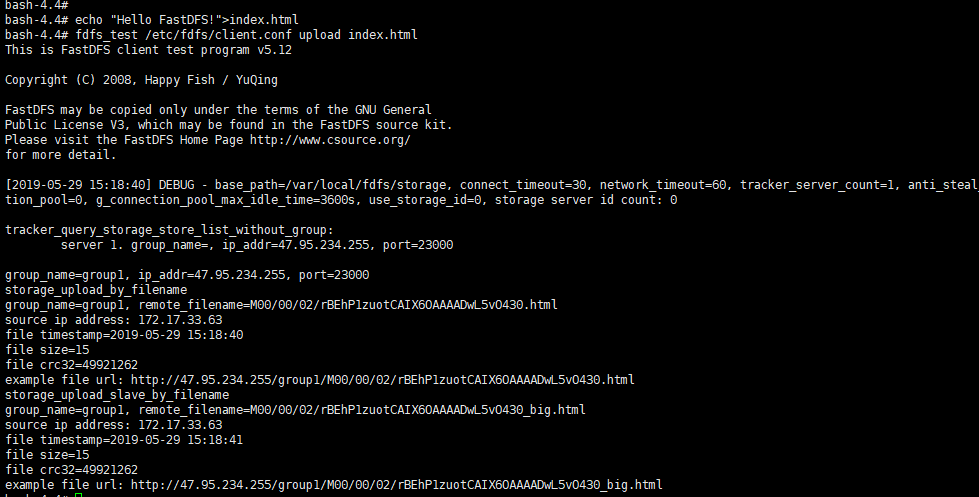 bash-4.4#
bash-4.4# echo "Hello FastDFS!">index.html
bash-4.4# fdfs_test /etc/fdfs/client.conf upload index.html
This is FastDFS client test program v5.12
Copyright (C) 2008, Happy Fish / YuQing
FastDFS may be copied only under the terms of the GNU General
Public License V3, which may be found in the FastDFS source kit.
Please visit the FastDFS Home Page http://www.csource.org/
for more detail.
[2019-05-29 15:18:40] DEBUG - base_path=/var/local/fdfs/storage, connect_timeout=30, network_timeout=60, tracker_server_count=1, anti_steal_
tion_pool=0, g_connection_pool_max_idle_time=3600s, use_storage_id=0, storage server id count: 0
tracker_query_storage_store_list_without_group:
server 1. group_name=, ip_addr=47.95.234.255, port=23000
group_name=group1, ip_addr=47.95.234.255, port=23000
storage_upload_by_filename
group_name=group1, remote_filename=M00/00/02/rBEhP1zuotCAIX6OAAAADwL5vO430.html
source ip address: 172.17.33.63
file timestamp=2019-05-29 15:18:40
file size=15
file crc32=49921262
example file url: http://47.95.234.255/group1/M00/00/02/rBEhP1zuotCAIX6OAAAADwL5vO430.html
storage_upload_slave_by_filename
group_name=group1, remote_filename=M00/00/02/rBEhP1zuotCAIX6OAAAADwL5vO430_big.html
source ip address: 172.17.33.63
file timestamp=2019-05-29 15:18:41
file size=15
file crc32=49921262
example file url: http://47.95.234.255/group1/M00/00/02/rBEhP1zuotCAIX6OAAAADwL5vO430_big.html
bash-4.4#